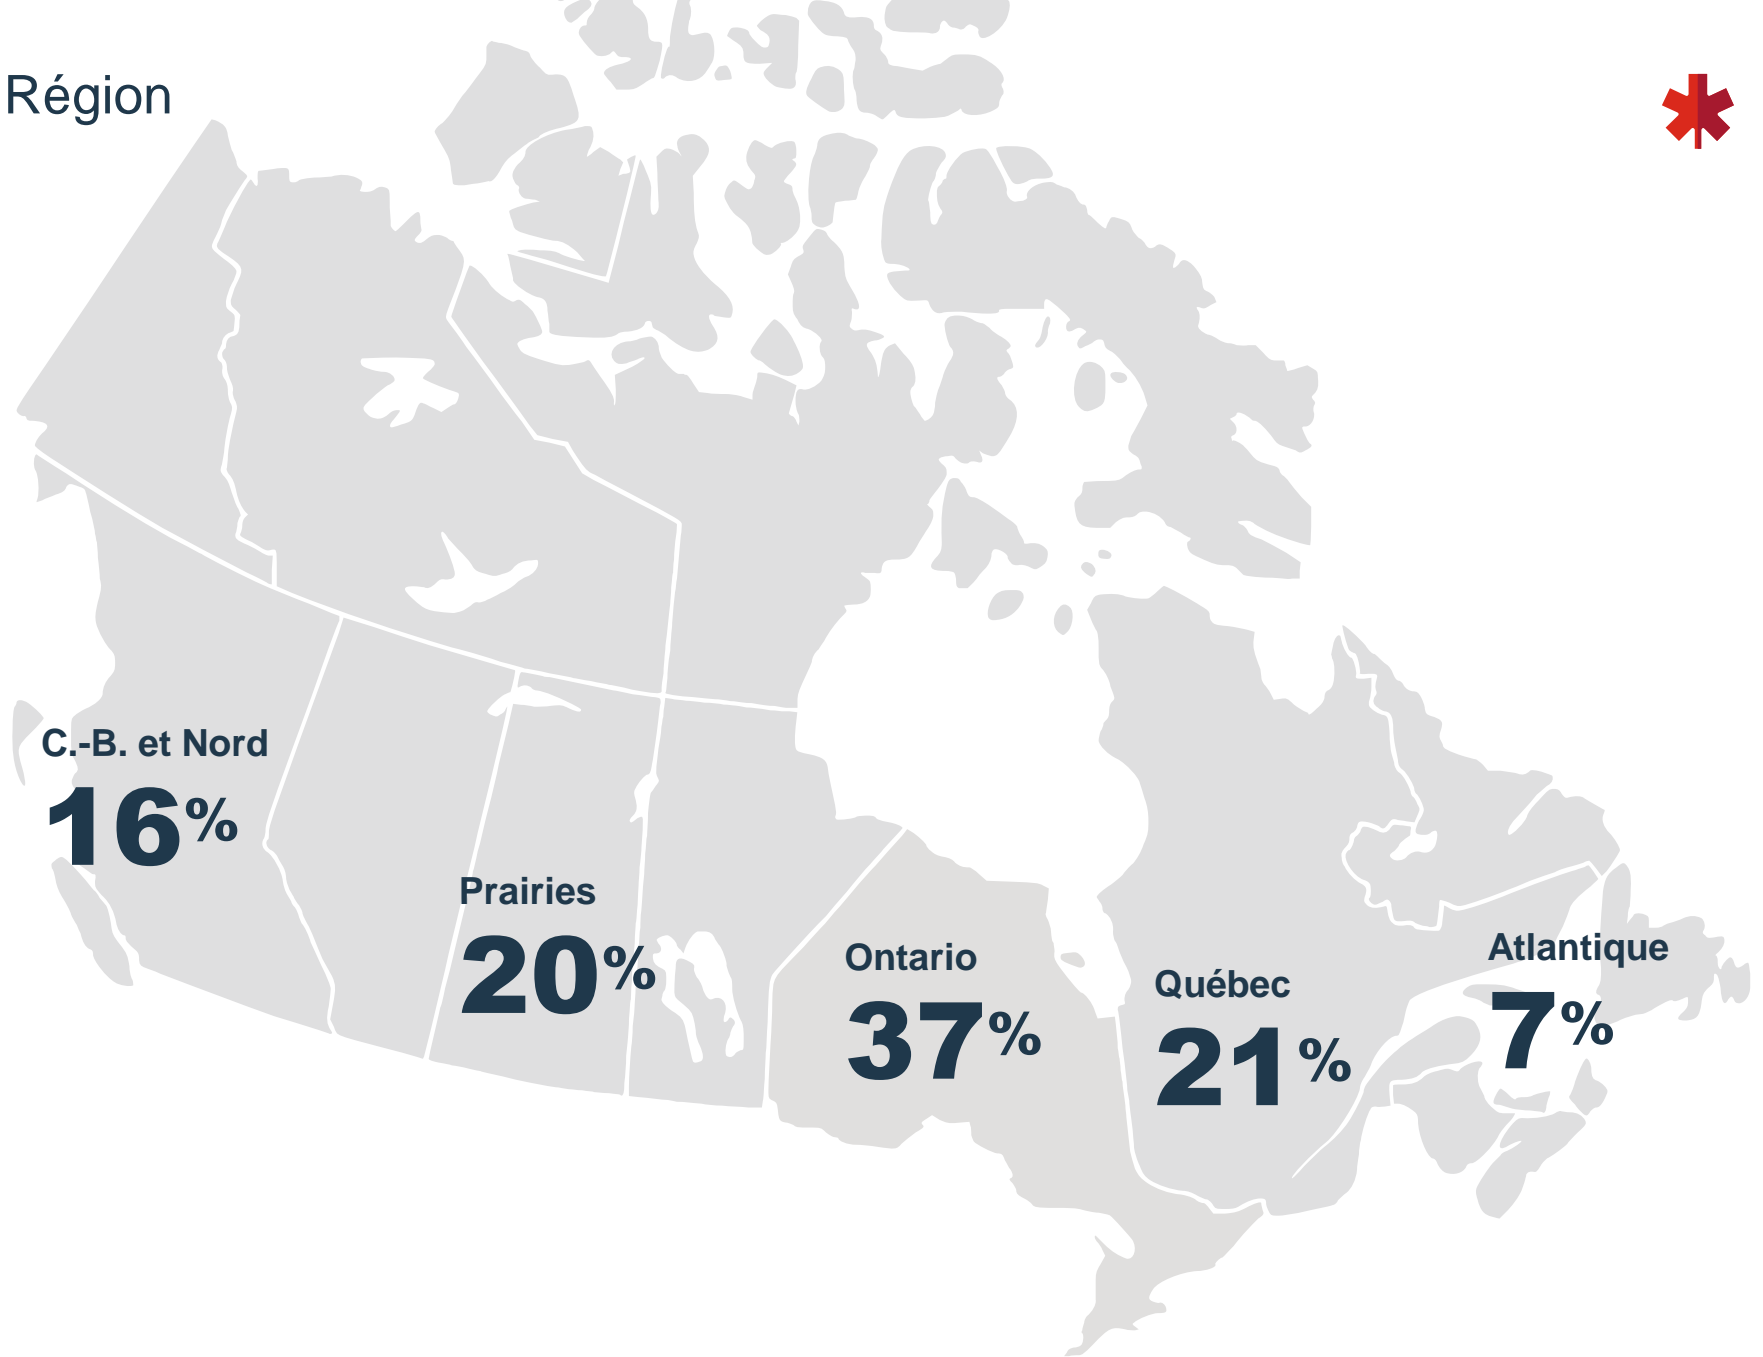 Région
C.-B. et Nord
16%
Prairies
20%
Ontario
37%
Québec
21%
Atlantique
7%